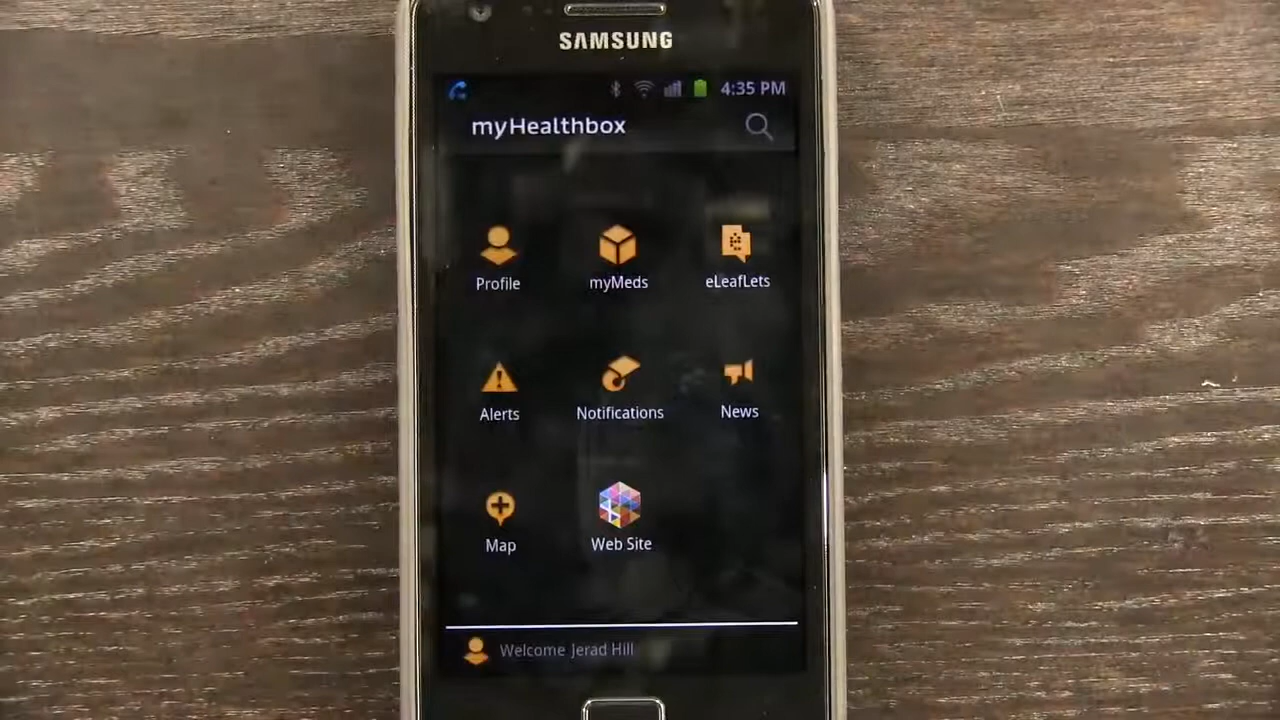 SAMSUNG
4:35 PM
myHealthbox
Profile
myMeds
eLeafLets
Alerts
Notifications
News
Map
Web Site
Welcome Jerad Hill